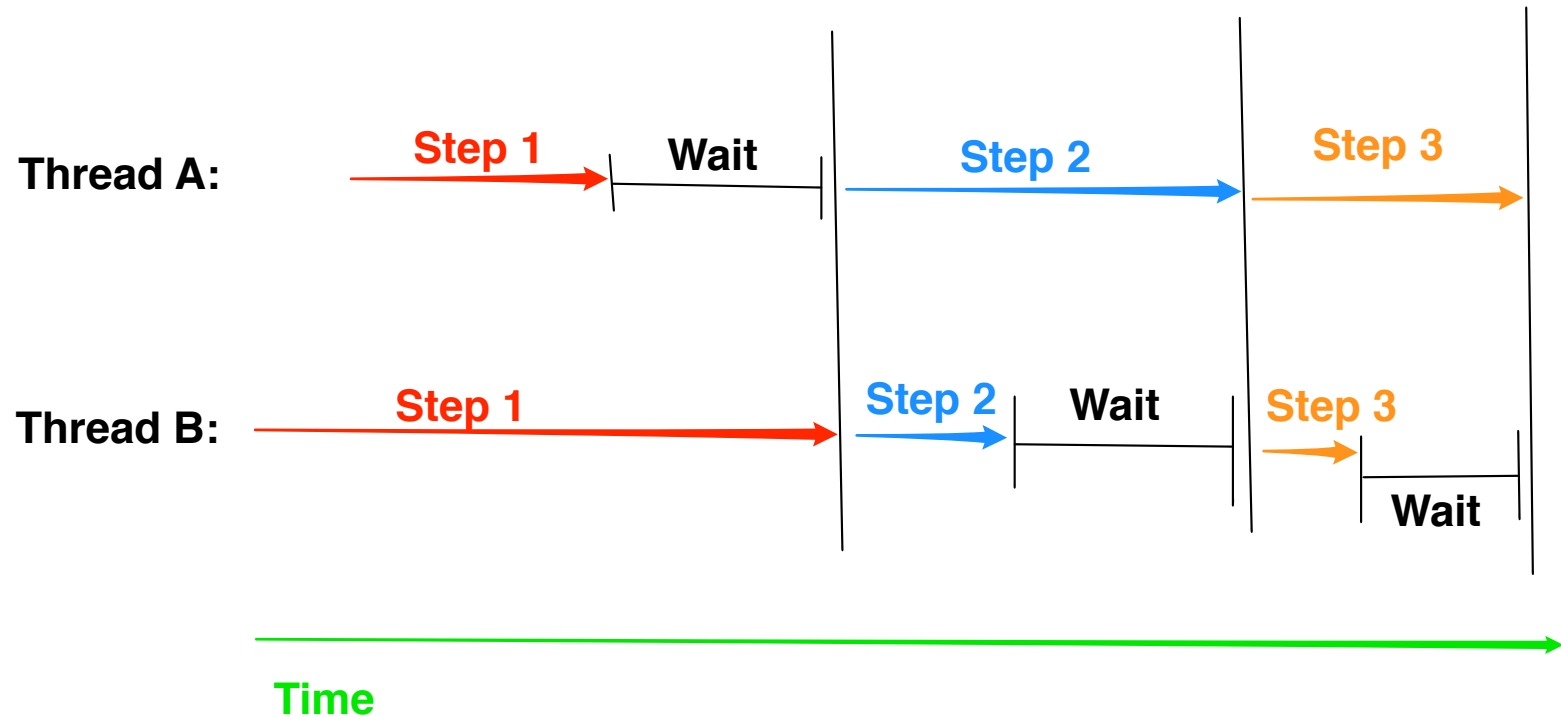 Thread A:
Step 1
Wait
Step 2
Step 3
Thread B:
Step 1
Step 2
Wait
Step 3
Wait
Time